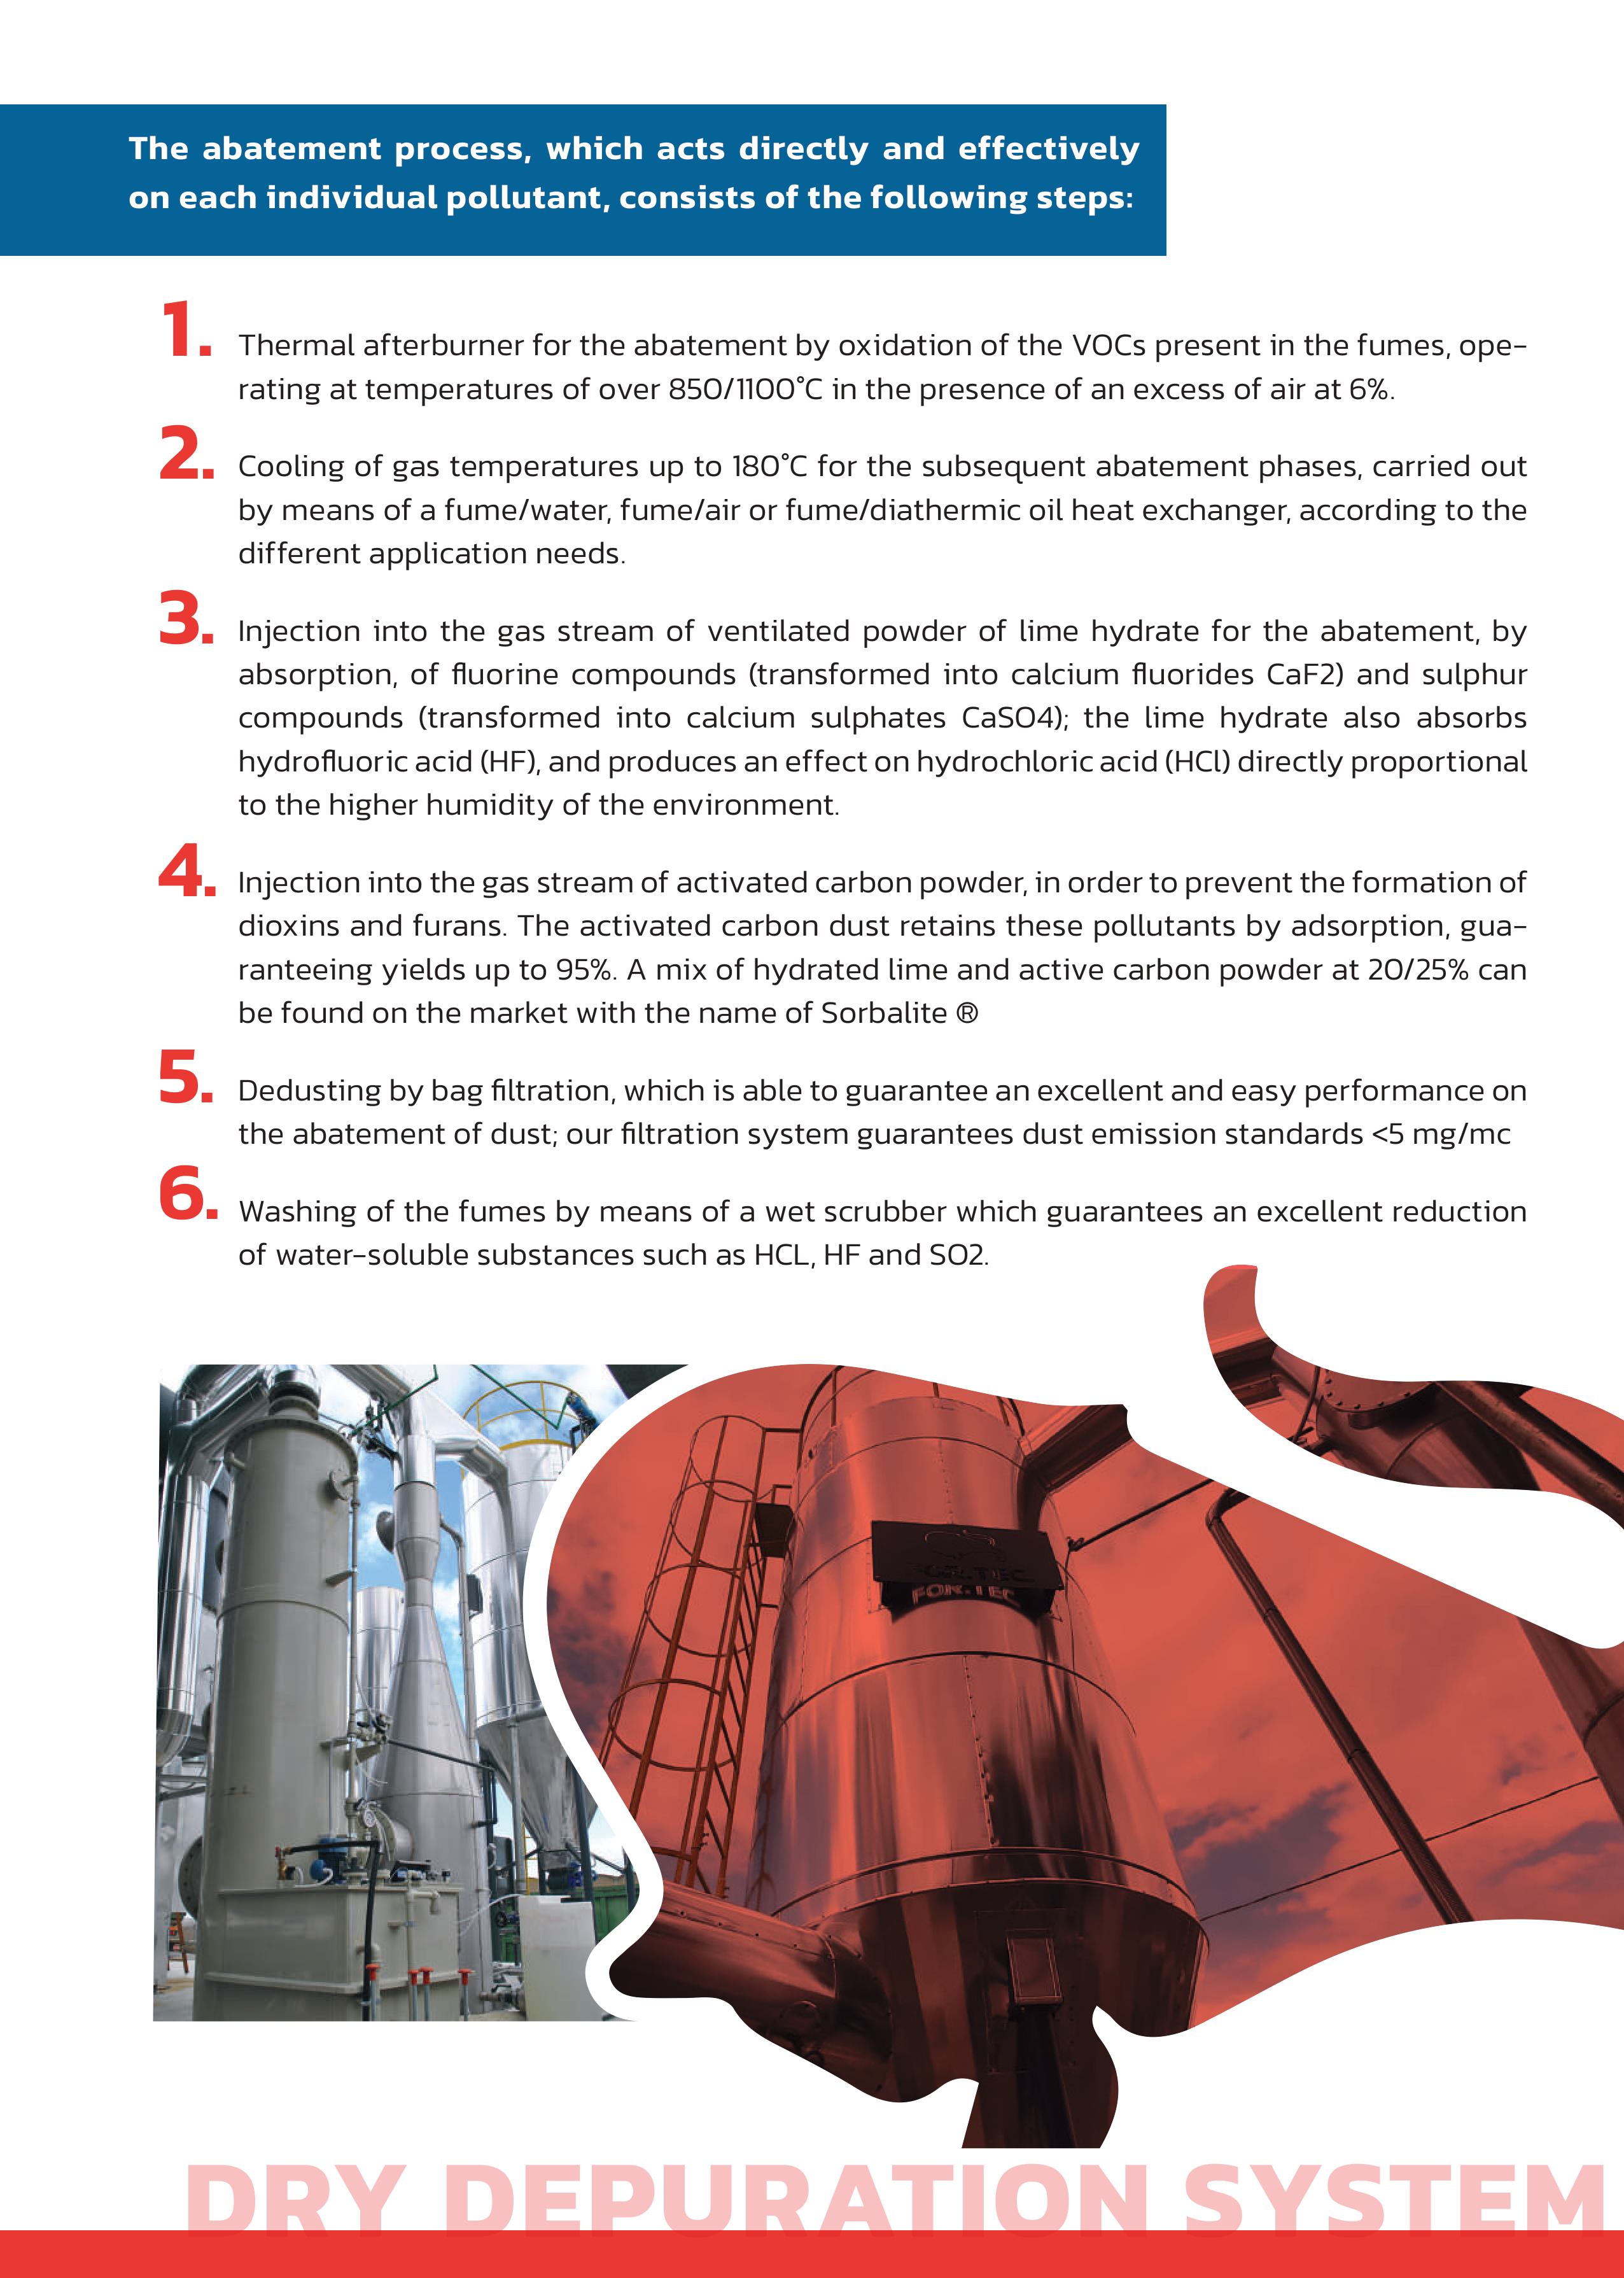 The abatement process, which acts directly and effectively
on each individual pollutant, consists of the following steps:
1. Thermal afterburner for the abatement by oxidation of the VOCs present in the fumes, ope-
rating at temperatures of over 850/1100°C in the presence of an excess of air at 6%.
2. Cooling of gas temperatures up to 180°C for the subsequent abatement phases, carried out
by means of a fume/water, fume/air or fume/diathermic oil heat exchanger, according to the
different application needs.
3. Injection into the gas stream of ventilated powder of lime hydrate for the abatement, by
absorption, of fluorine compounds (transformed into calcium fluorides CaF2) and sulphur
compounds (transformed into calcium sulphates CaSO4); the lime hydrate also absorbs
hydrofluoric acid (HF), and produces an effect on hydrochloric acid (HCl) directly proportional
to the higher humidity of the environment.
4. Injection into the gas stream of activated carbon powder, in order to prevent the formation of
dioxins and furans. The activated carbon dust retains these pollutants by adsorption, gua-
ranteeing yields up to 95%. A mix of hydrated lime and active carbon powder at 20/25% can
be found on the market with the name of Sorbalite ®
5. Dedusting by bag filtration, which is able to guarantee an excellent and easy performance on
the abatement of dust; our filtration system guarantees dust emission standards <5 mg/mc
6. Washing of the fumes by means of a wet scrubber which guarantees an excellent reduction
of water-soluble substances such as HCL, HF and SO2.
FOR.TEC
FOR.TEC
DRY DEPURATION SYSTEM